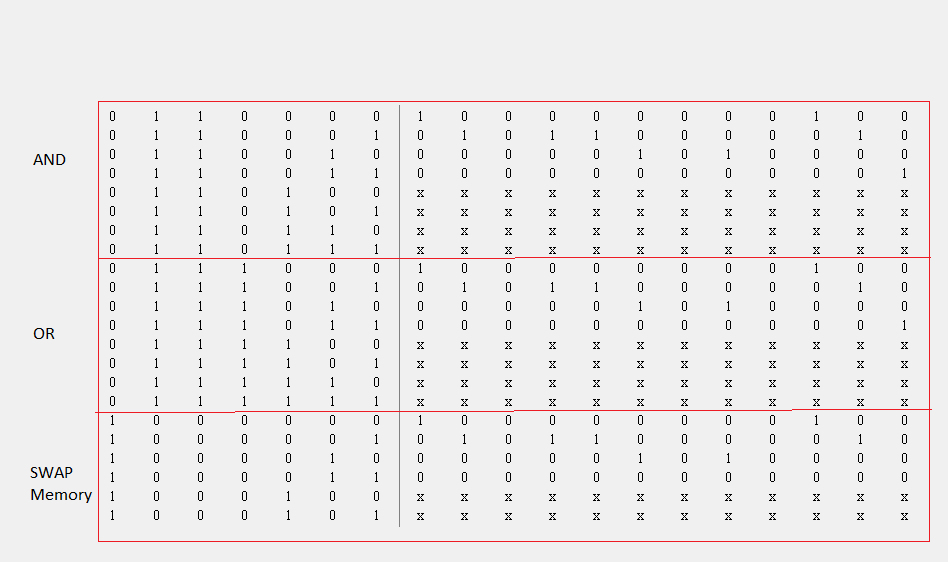 AND
0 1 1 0 0 0 0 1 0 0 0 0 0 0 0 0 1 0 0
0 1 1 0 0 0 1 0 1 0 1 1 0 0 0 0 0 1 0
0 1 1 0 0 1 0 0 0 0 0 0 1 0 1 0 0 0 0
0 1 1 0 0 1 1 0 0 0 0 0 0 0 0 0 0 0 1
0 1 1 0 1 0 0 x x x x x x x x x x x x
0 1 1 0 1 0 1 x x x x x x x x x x x x
0 1 1 0 1 1 0 x x x x x x x x x x x x
0 1 1 0 1 1 1 x x x x x x x x x x x x
OR
0 1 1 1 0 0 0 1 0 0 0 0 0 0 0 0 1 0 0
0 1 1 1 0 0 1 0 1 0 1 1 0 0 0 0 0 1 0
0 1 1 1 0 1 0 0 0 0 0 0 1 0 1 0 0 0 0
0 1 1 1 0 1 1 0 0 0 0 0 0 0 0 0 0 0 1
0 1 1 1 1 0 0 x x x x x x x x x x x x
0 1 1 1 1 0 1 x x x x x x x x x x x x
0 1 1 1 1 1 0 x x x x x x x x x x x x
0 1 1 1 1 1 1 x x x x x x x x x x x x
SWAP
Memory
1 0 0 0 0 0 0 1 0 0 0 0 0 0 0 0 1 0 0
1 0 0 0 0 0 1 0 1 0 1 1 0 0 0 0 0 1 0
1 0 0 0 0 1 0 0 0 0 0 0 1 0 1 0 0 0 0
1 0 0 0 0 1 1 0 0 0 0 0 0 0 0 0 0 0 0
1 0 0 0 1 0 0 x x x x x x x x x x x x
1 0 0 0 1 0 1 x x x x x x x x x x x x